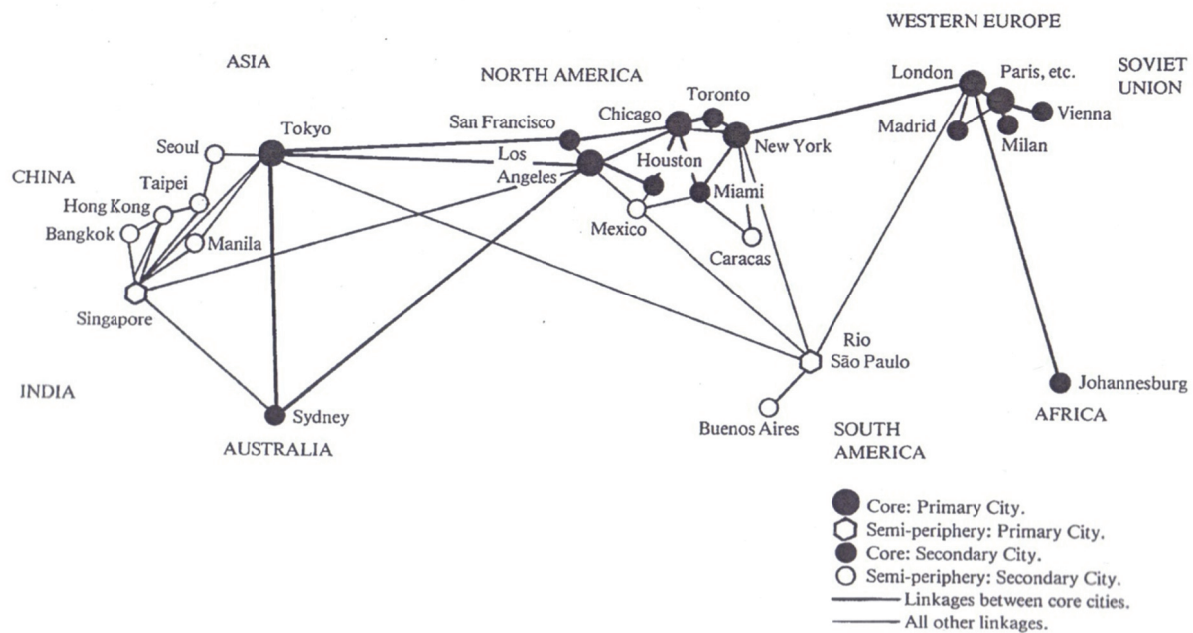 WESTERN EUROPE
ASIA
NORTH AMERICA
London
Paris, etc.
SOVIET
UNION
Toronto
Chicago
San Francisco
Tokyo
Madrid
Vienna
Milan
Seoul
Los
Angeles
Houston
New York
CHINA
Taipei
Miami
Hong Kong
Bangkok
Manila
Mexico
Caracas
Singapore
Rio
São Paulo
INDIA
Johannesburg
Sydney
AFRICA
Buenos Aires
AUSTRALIA
SOUTH
AMERICA
Core: Primary City.
Semi-periphery: Primary City.
Core: Secondary City.
Semi-periphery: Secondary City.
Linkages between core cities.
All other linkages.